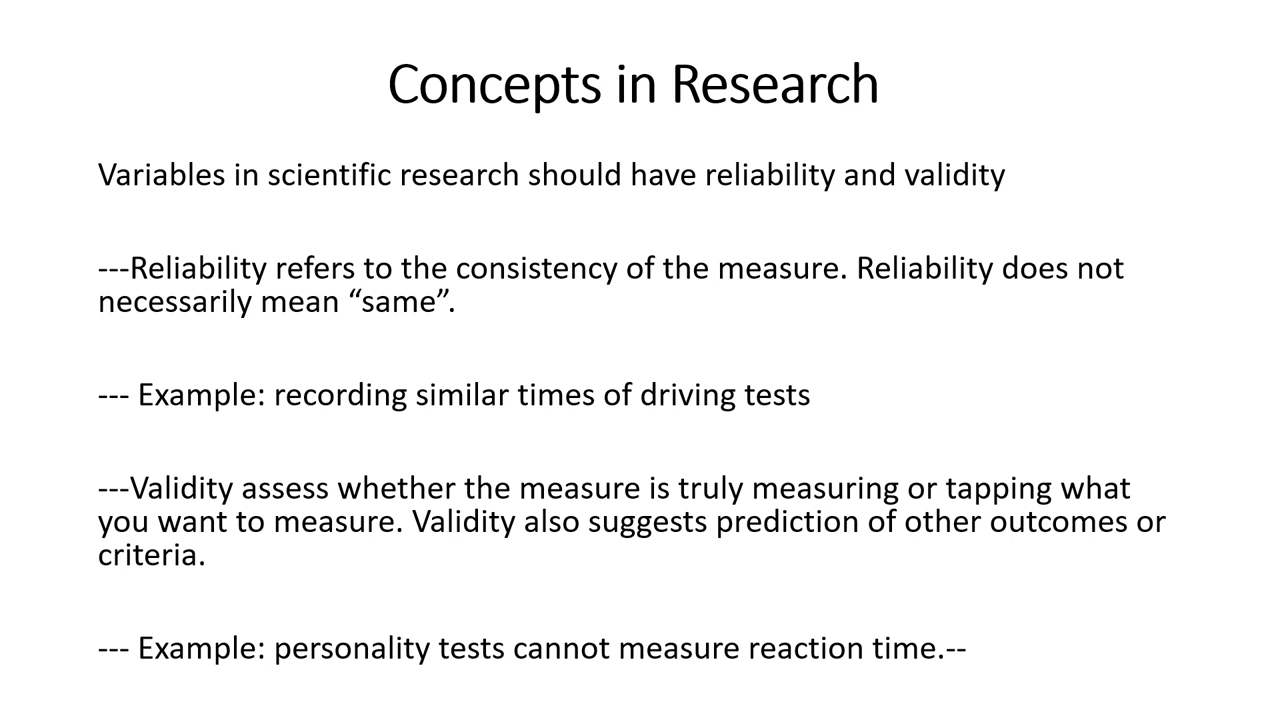 Concepts in Research
Variables in scientific research should have reliability and validity
---Reliability refers to the consistency of the measure. Reliability does not
necessarily mean “same”.
--- Example: recording similar times of driving tests
---Validity assess whether the measure is truly measuring or tapping what
you want to measure. Validity also suggests prediction of other outcomes or
criteria.
--- Example: personality tests cannot measure reaction time.--